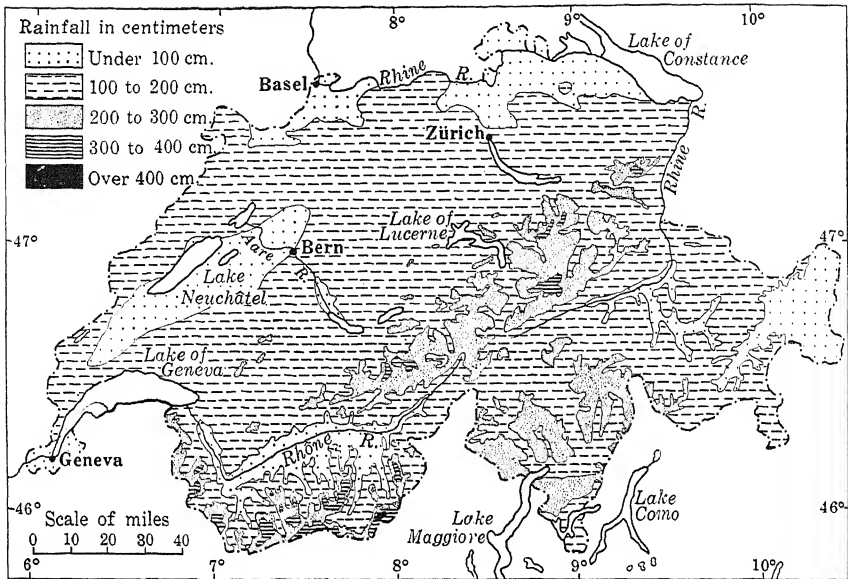 8°
9°
10°
Rainfall in centimeters
Under 100 cm.
100 to 200 cm.
200 to 300 cm.
300 to 400 cm.
Over 400 cm.
Lake of
Constance
Basel
Rhine R.
Zürich
Rhine R.
47°
47°
Lake of
Lucerne
Aare R.
Bern
Lake
Neuchâtel
Lake of
Geneva
Rhône R.
Geneva
46°
46°
Scale of miles
0 5 10 20 40
Lake
Maggiore
Lake
Como
6°
7°
8°
9°
10°